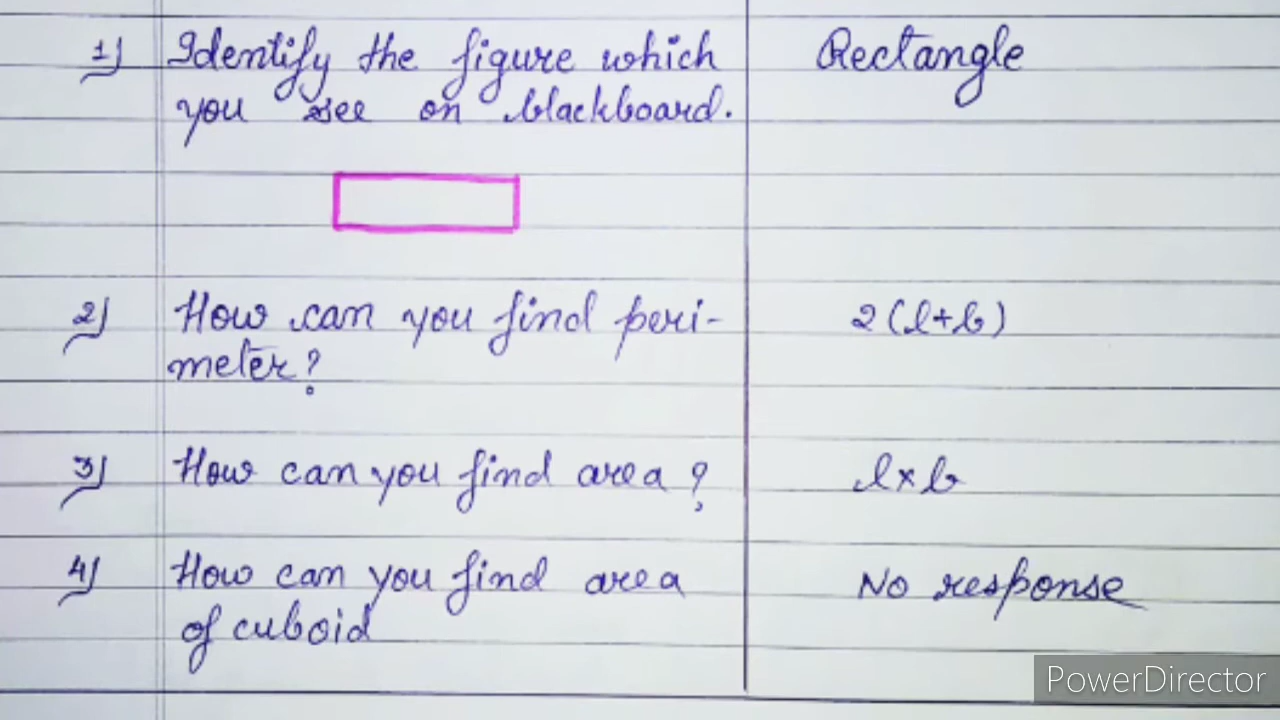 1) Identify the figure which Rectangle
you see on blackboard.
2) How can you find peri- 2(l+b)
meter?
3) How can you find area? l×b
4) How can you find area No response
of cuboid
PowerDirector